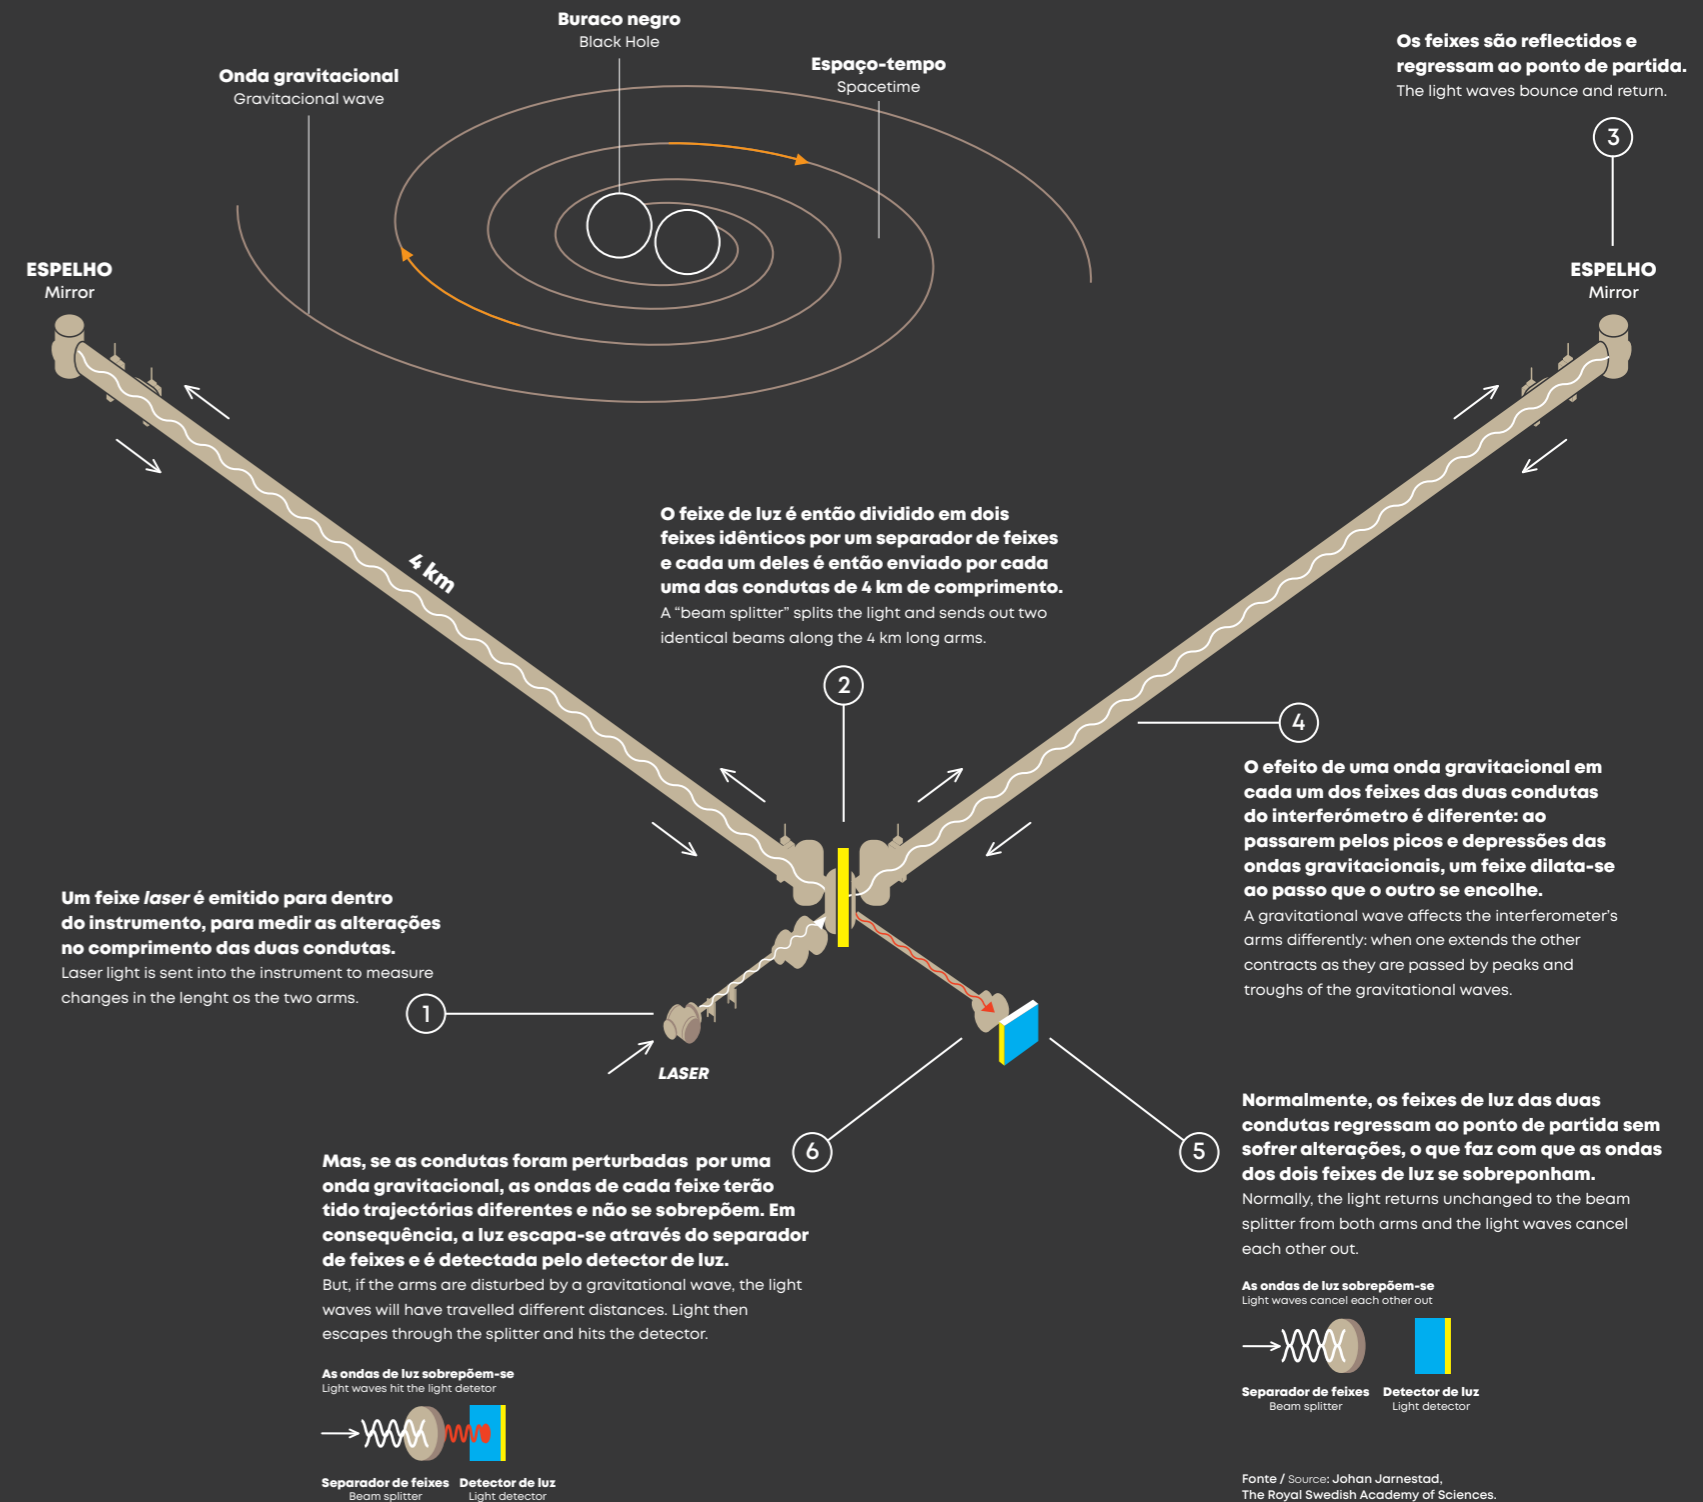 Buraco negro
Black Hole
Onda gravitacional
Gravitacional wave
Espaço-tempo
Spacetime
Os feixes são reflectidos e
regressam ao ponto de partida.
The light waves bounce and return.
3
ESPELHO
Mirror
ESPELHO
Mirror
4 km
O feixe de luz é então dividido em dois
feixes idênticos por um separador de feixes
e cada um deles é então enviado por cada
uma das condutas de 4 km de comprimento.
A “beam splitter” splits the light and sends out two
identical beams along the 4 km long arms.
2
4
O efeito de uma onda gravitacional em
cada um dos feixes das duas condutas
do interferómetro é diferente: ao
passarem pelos picos e depressões das
ondas gravitacionais, um feixe dilata-se
ao passo que o outro se encolhe.
A gravitational wave affects the interferometer’s
arms differently: when one extends the other
contracts as they are passed by peaks and
troughs of the gravitational waves.
Um feixe laser é emitido para dentro
do instrumento, para medir as alterações
no comprimento das duas condutas.
Laser light is sent into the instrument to measure
changes in the lenght os the two arms.
1
LASER
6
5
Mas, se as condutas foram perturbadas por uma
onda gravitacional, as ondas de cada feixe terão
tido trajectórias diferentes e não se sobrepõem. Em
consequência, a luz escapa-se através do separador
de feixes e é detectada pelo detector de luz.
But, if the arms are disturbed by a gravitational wave, the light
waves will have travelled different distances. Light then
escapes through the splitter and hits the detector.
As ondas de luz sobrepõem-se
Light waves hit the light detetor
Separador de feixes
Beam splitter
Detector de luz
Light detector
Normalmente, os feixes de luz das duas
condutas regressam ao ponto de partida sem
sofrer alterações, o que faz com que as ondas
dos dois feixes de luz se sobreponham.
Normally, the light returns unchanged to the beam
splitter from both arms and the light waves cancel
each other out.
As ondas de luz sobrepõem-se
Light waves cancel each other out
Separador de feixes
Beam splitter
Detector de luz
Light detector
Fonte / Source: Johan Jarnestad,
The Royal Swedish Academy of Sciences.